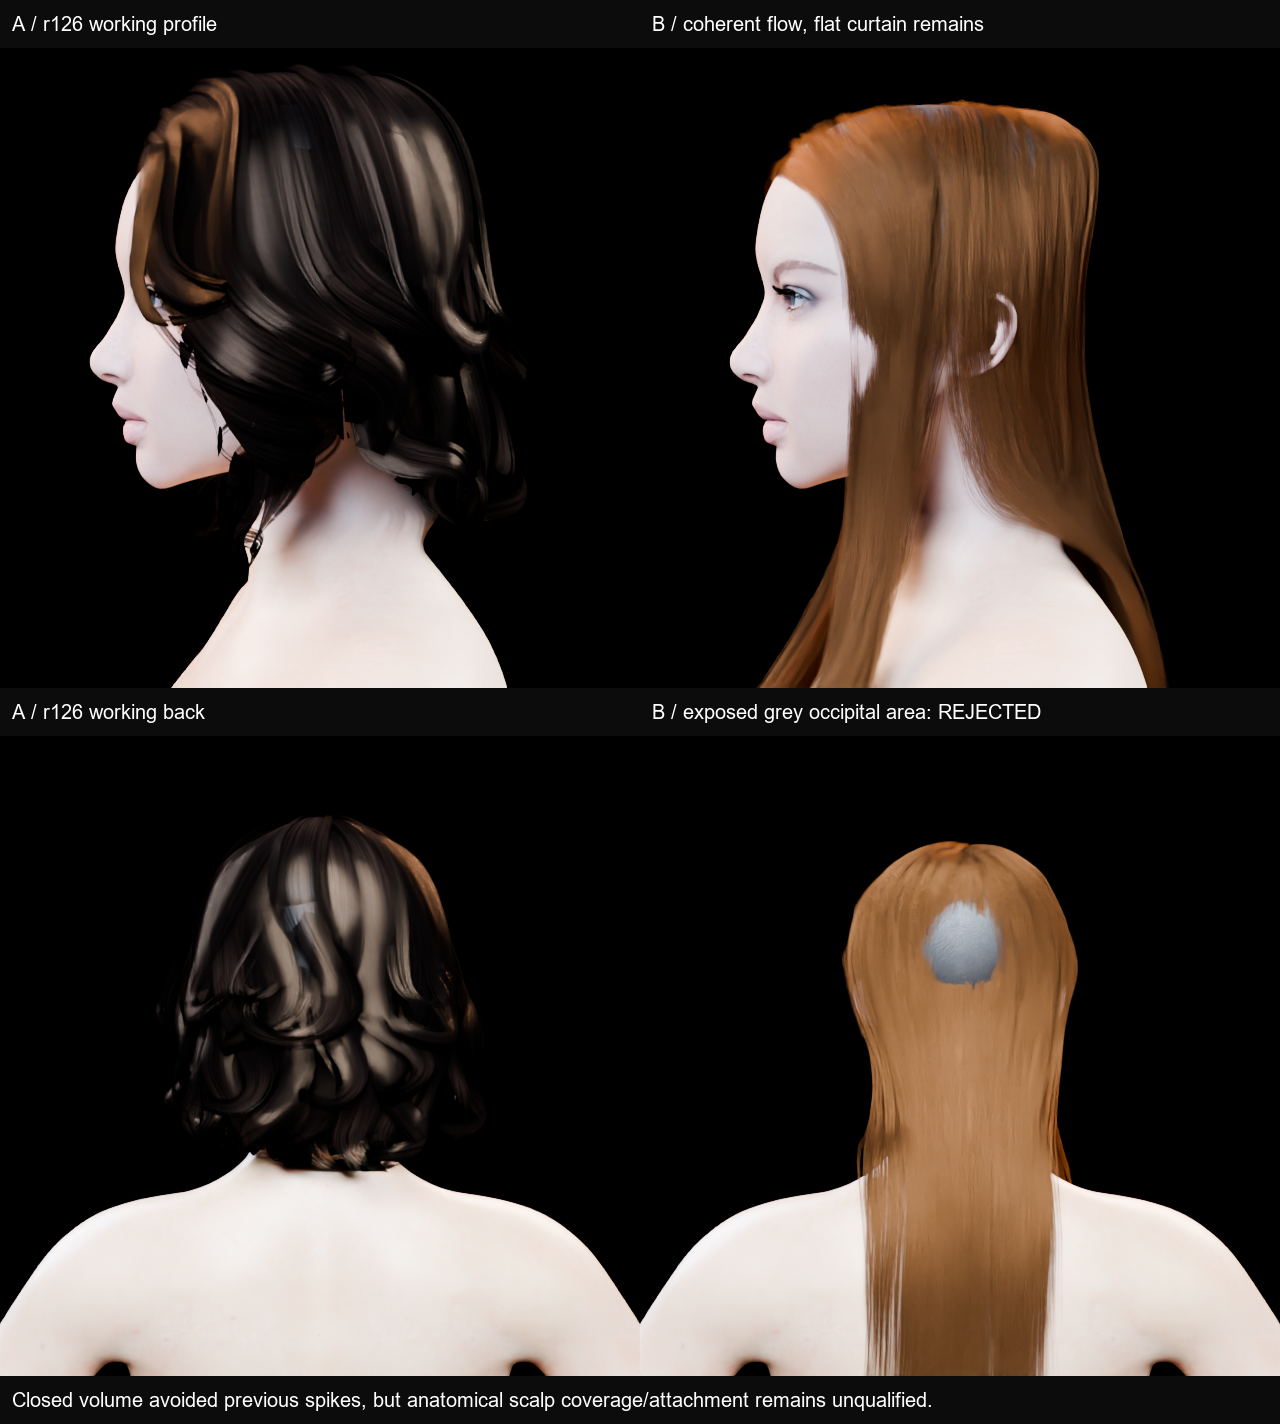 A / r126 working profile
B / coherent flow, flat curtain remains
A / r126 working back
B / exposed grey occipital area: REJECTED
Closed volume avoided previous spikes, but anatomical scalp coverage/attachment remains unqualified.